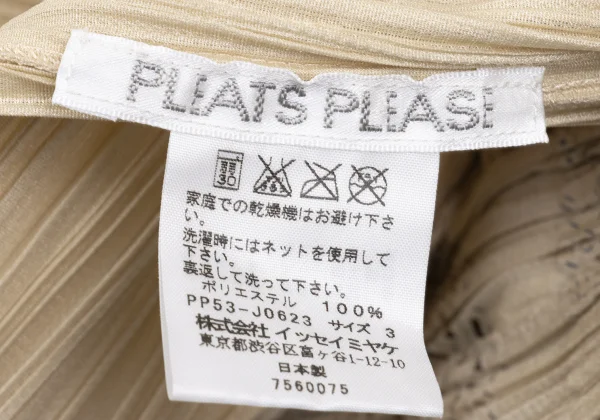 PLEATS PLEASE
家庭での乾燥機はお避け下さ
い。
洗濯時にはネットを使用して
下さい。
裏返して洗って下さい。
ポリエステル 100%
PP53-J0623 サイズ 3
株式会社 イッセイミヤケ
東京都渋谷区富ヶ谷1-12-10
日本製
7560075